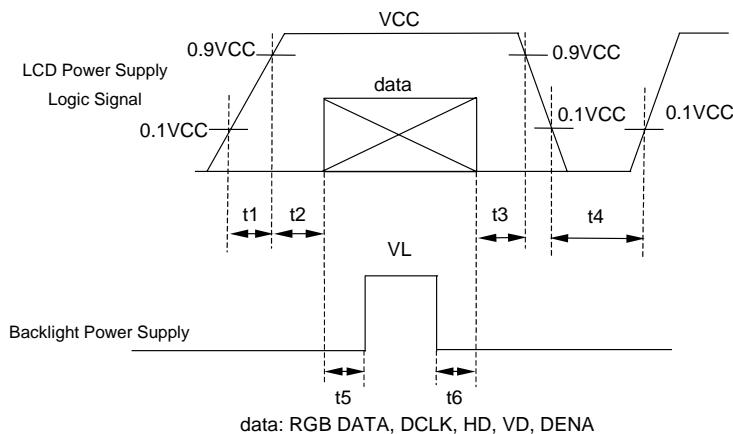 VCC
0.9VCC
0.9VCC
LCD Power Supply
Logic Signal
data
0.1VCC
0.1VCC
0.1VCC
t1
t2
t3
t4
VL
Backlight Power Supply
t5
t6
data: RGB DATA, DCLK, HD, VD, DENA